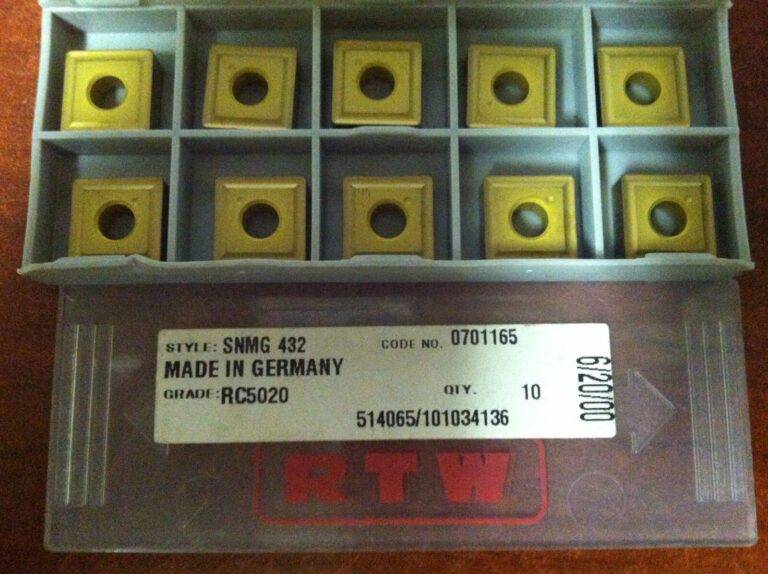 STYLE: SNMG 432 CODE NO. 0701165
MADE IN GERMANY
GRADE: RC5020 QTY. 10
514065/101034136
6/20/00
RTW